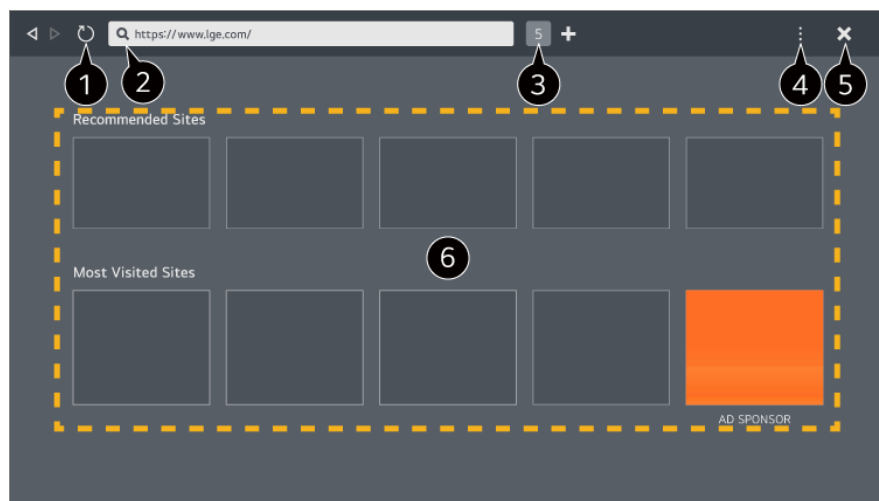 https://www.lge.com/ 5
1 2 3 4 5
Recommended Sites
6
Most Visited Sites
AD SPONSOR